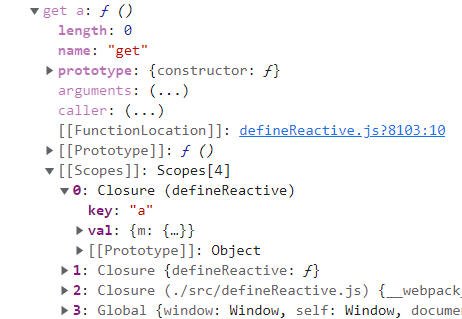 get a: ƒ ()
length: 0
name: "get"
prototype: {constructor: ƒ}
arguments: (...)
caller: (...)
[[FunctionLocation]]: defineReactive.js?8103:10
[[Prototype]]: ƒ ()
[[Scopes]]: Scopes[4]
0: Closure (defineReactive)
key: "a"
val: {m: {…}}
[[Prototype]]: Object
1: Closure {defineReactive: ƒ}
2: Closure (./src/defineReactive.js) {__webpack_
3: Global {window: Window, self: Window, docume